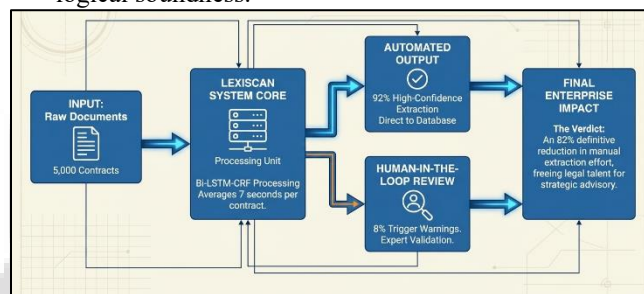 logical soundness.
INPUT:
Raw Documents
5,000 Contracts
LEXISCAN
SYSTEM CORE
Processing Unit
Bi-LSTM-CRF Processing
Averages 7 seconds per
contract.
AUTOMATED
OUTPUT
92% High-Confidence
Extraction
Direct to Database
HUMAN-IN-THE-
LOOP REVIEW
8% Trigger Warnings.
Expert Validation.
FINAL
ENTERPRISE
IMPACT
The Verdict:
An 82% definitive
reduction in manual
extraction effort,
freeing legal talent for
strategic advisory.